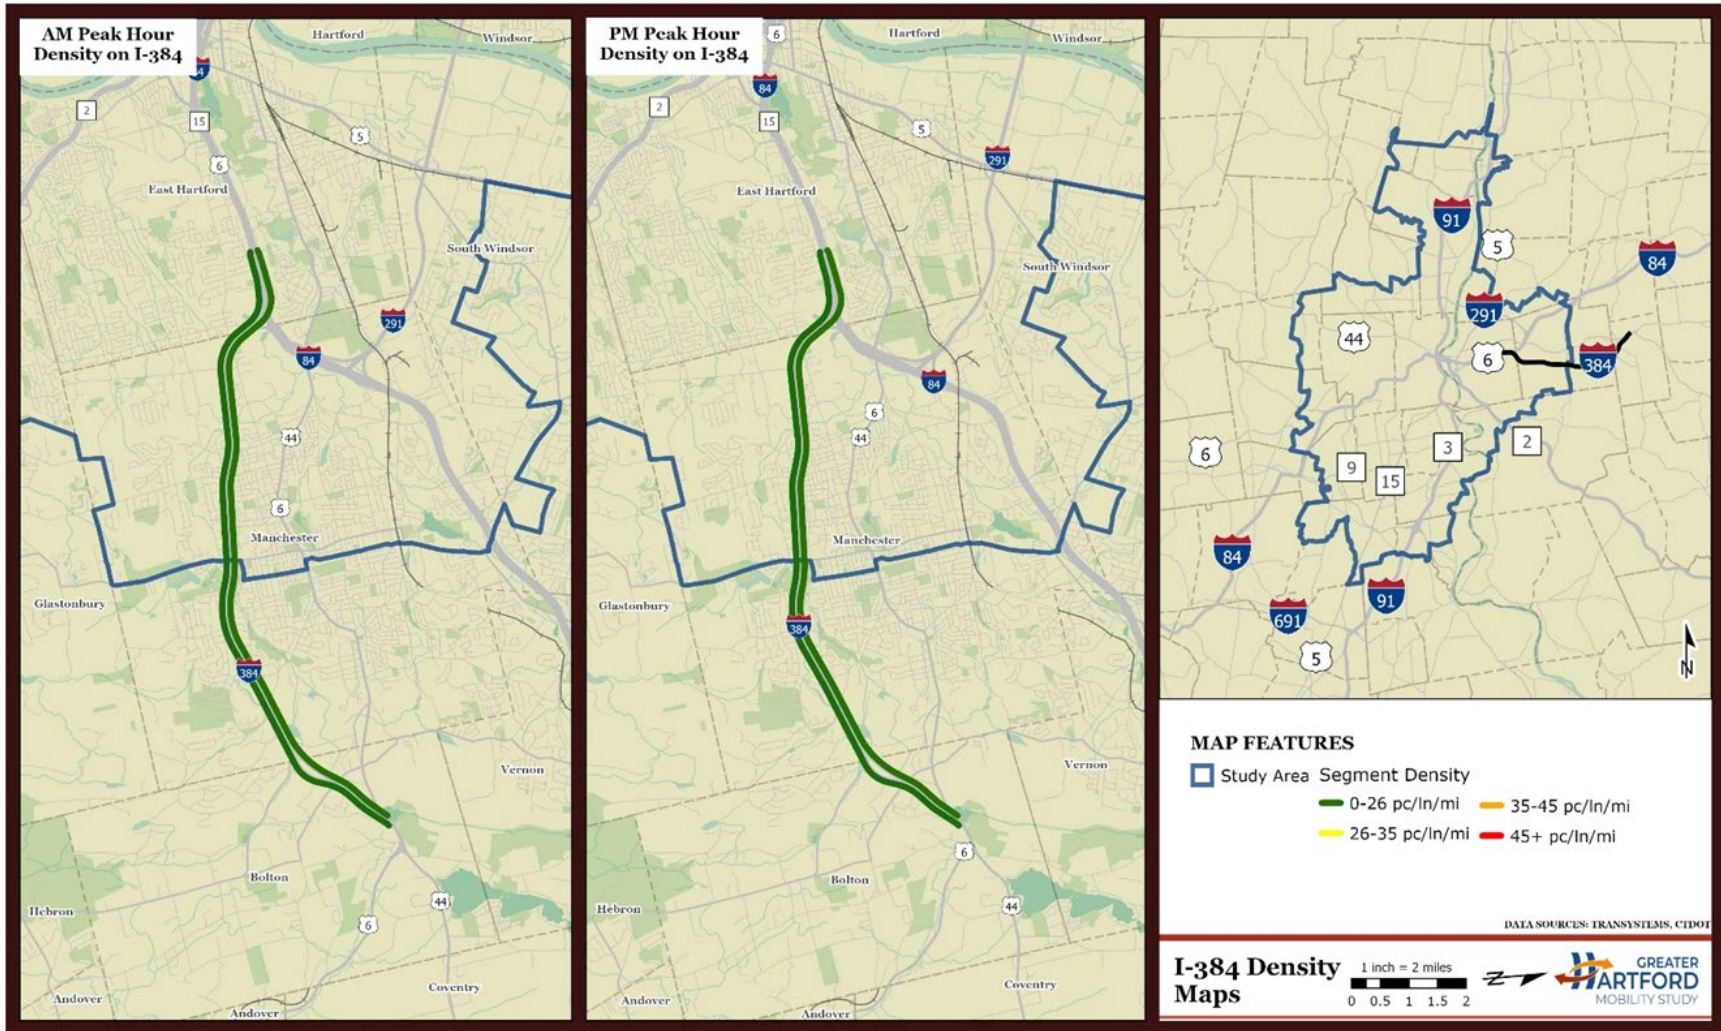 AM Peak Hour
Density on I-384
Hartford
Windsor
84
2
15
5
6
East Hartford
South Windsor
291
84
44
6
Manchester
Glastonbury
384
Vernon
Bolton
Hebron
44
6
Andover
Coventry
Andover
PM Peak Hour
Density on I-384
6
Hartford
Windsor
84
2
15
5
291
East Hartford
South Windsor
84
6
44
Manchester
Glastonbury
384
Vernon
6
Bolton
Hebron
44
Andover
Coventry
Andover
91
5
84
291
44
6
384
6
9
15
3
2
84
91
691
5
N
MAP FEATURES
Study Area
Segment Density
0-26 pc/ln/mi
35-45 pc/ln/mi
26-35 pc/ln/mi
45+ pc/ln/mi
DATA SOURCES: TRANSYSTEMS, CTDOT
I-384 Density
Maps
1 inch = 2 miles
0 0.5 1 1.5 2
N
GREATER
HARTFORD
MOBILITY STUDY